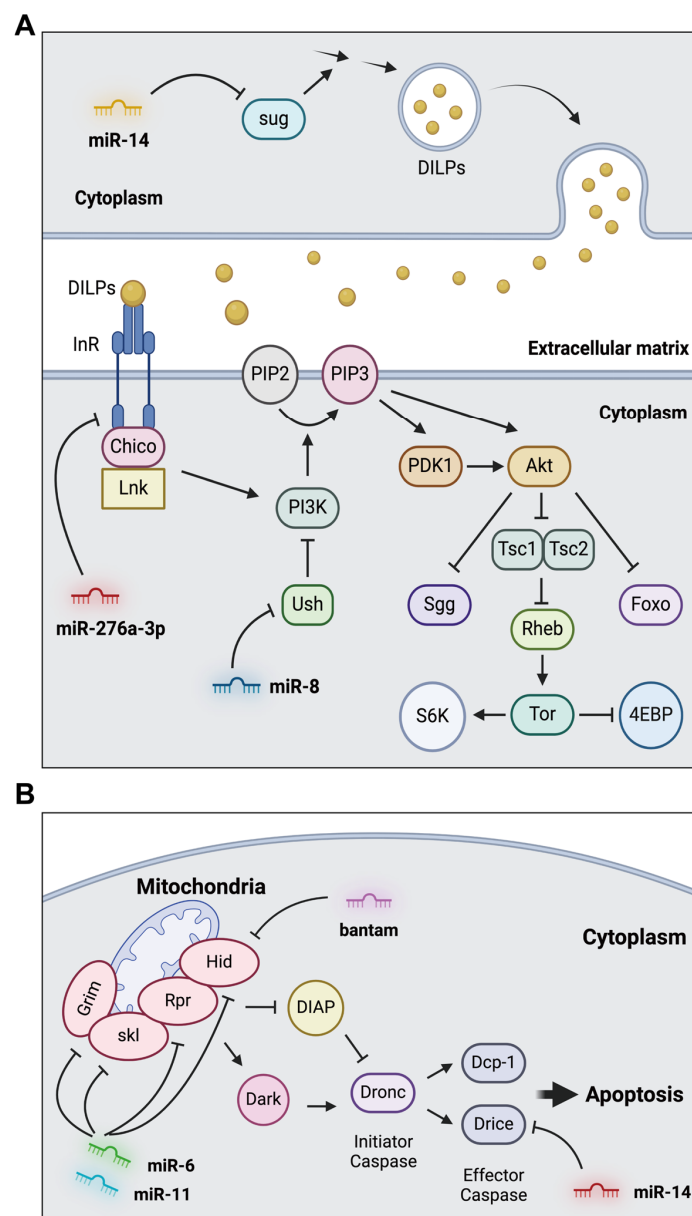 A
miR-14
sug
DILPs
Cytoplasm
DILPs
InR
Extracellular matrix
PIP2
PIP3
Cytoplasm
Chico
Lnk
PDK1
Akt
PI3K
Tsc1
Tsc2
miR-276a-3p
Ush
Sgg
Foxo
Rheb
miR-8
S6K
Tor
4EBP
B
Mitochondria
bantam
Cytoplasm
Hid
Grim
Rpr
skl
DIAP
Dark
Dronc
Initiator
Caspase
Dcp-1
Drice
Effector
Caspase
Apoptosis
miR-6
miR-11
miR-14